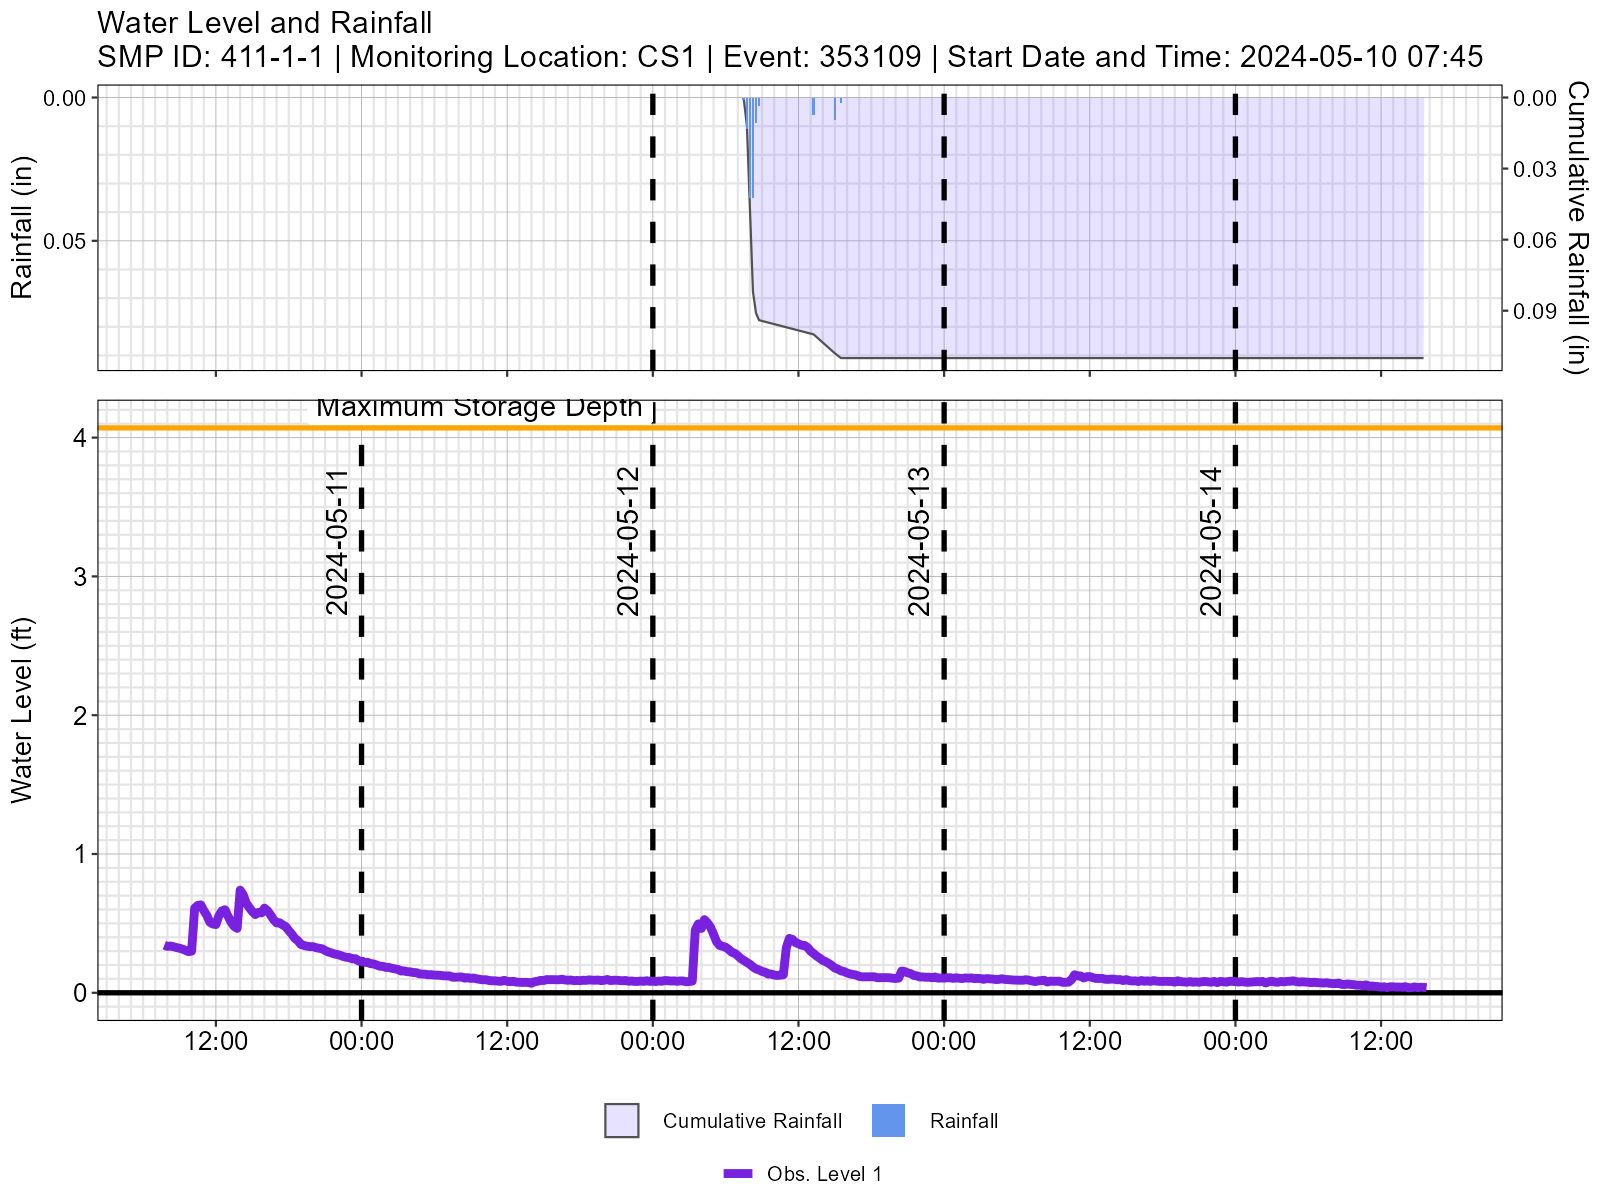 Water Level and Rainfall
SMP ID: 411-1-1 | Monitoring Location: CS1 | Event: 353109 | Start Date and Time: 2024-05-10 07:45
Rainfall (in)
0.00
0.05
0.00
0.03
0.06
0.09
Cumulative Rainfall (in)
Maximum Storage Depth
Water Level (ft)
4
3
2
1
0
2024-05-11
2024-05-12
2024-05-13
2024-05-14
12:00
00:00
12:00
00:00
12:00
00:00
12:00
00:00
12:00
Cumulative Rainfall
Rainfall
Obs. Level 1